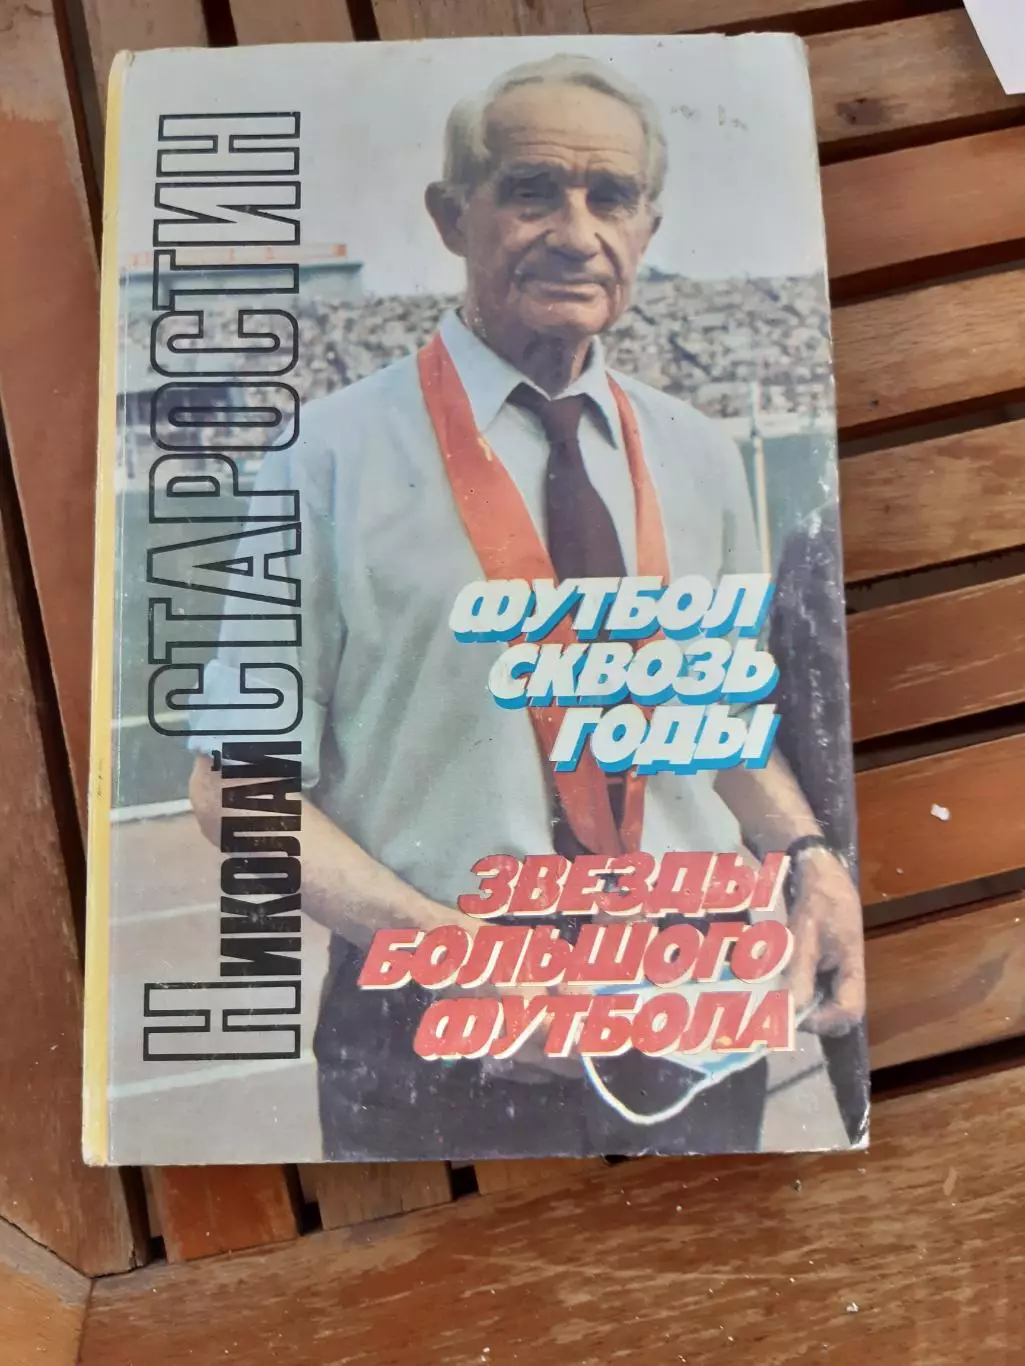 Николай СТАРОСТИН
ФУТБОЛ
СКВОЗЬ
ГОДЫ
ЗВЕЗДЫ
БОЛЬШОГО
ФУТБОЛА